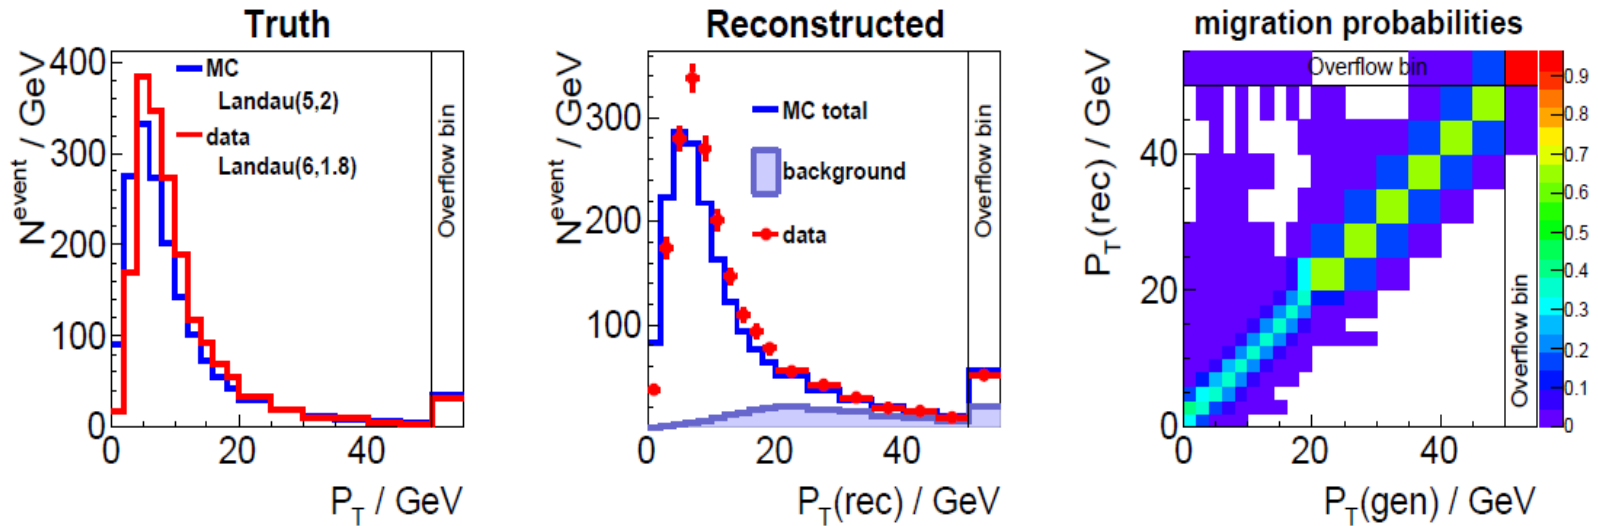 Truth
N^event / GeV
400
300
200
100
0
0
20
40
P_T / GeV
MC
Landau(5,2)
data
Landau(6,1.8)
Overflow bin
Reconstructed
N^event / GeV
300
200
100
0
20
40
P_T(rec) / GeV
MC total
background
data
Overflow bin
migration probabilities
P_T(rec) / GeV
40
20
0
0
20
40
P_T(gen) / GeV
Overflow bin
Overflow bin
0.9
0.8
0.7
0.6
0.5
0.4
0.3
0.2
0.1
0